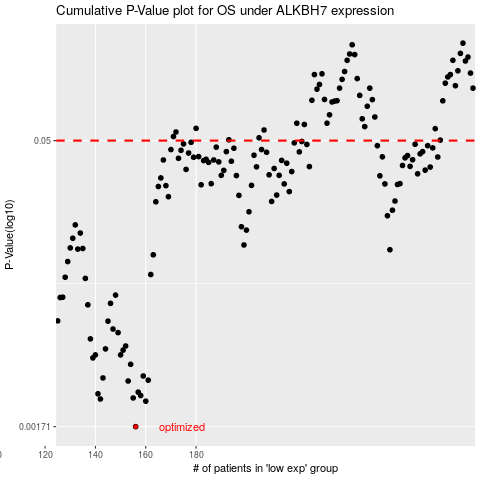 Cumulative P-Value plot for OS under ALKBH7 expression
P-Value(log10)
0.05
0.00171
optimized
0 120 140 160 180
# of patients in 'low exp' group